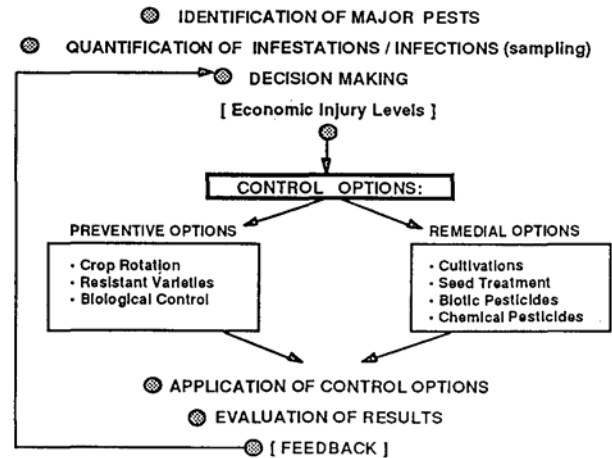 IDENTIFICATION OF MAJOR PESTS
QUANTIFICATION OF INFESTATIONS / INFECTIONS (sampling)
DECISION MAKING
[ Economic Injury Levels ]
CONTROL OPTIONS:
PREVENTIVE OPTIONS
• Crop Rotation
• Resistant Varieties
• Biological Control
REMEDIAL OPTIONS
• Cultivations
• Seed Treatment
• Biotic Pesticides
• Chemical Pesticides
APPLICATION OF CONTROL OPTIONS
EVALUATION OF RESULTS
[ FEEDBACK ]